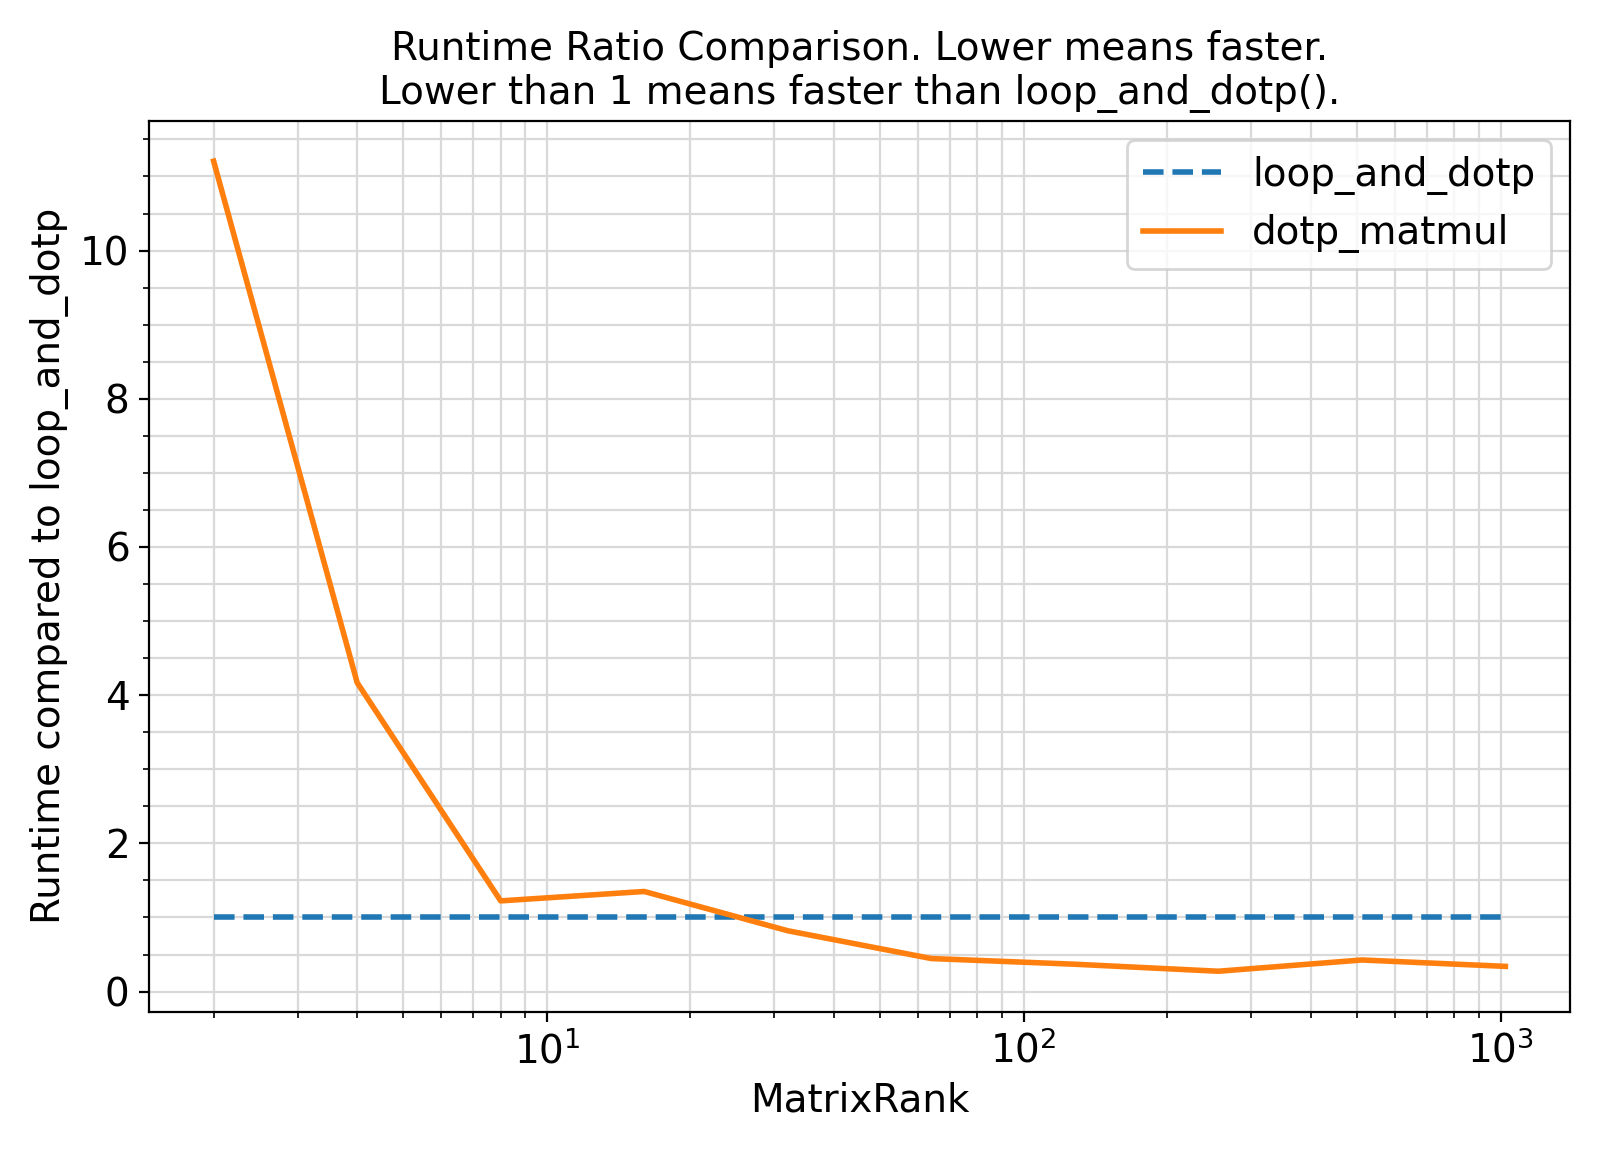 Runtime Ratio Comparison. Lower means faster.
Lower than 1 means faster than loop_and_dotp().
loop_and_dotp
dotp_matmul
Runtime compared to loop_and_dotp
10
8
6
4
2
0
10¹
10²
10³
MatrixRank